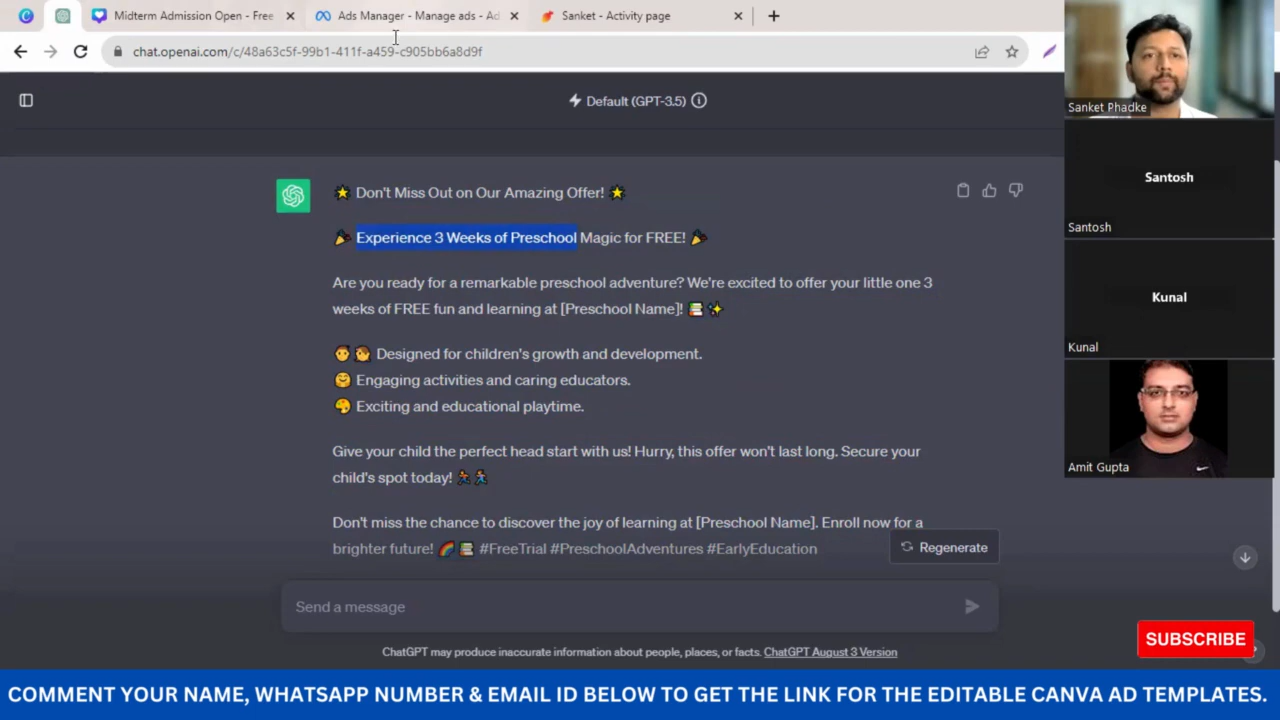 Midterm Admission Open - Free
Ads Manager - Manage ads - Ad
Sanket - Activity page
chat.openai.com/c/48a63c5f-99b1-411f-a459-c905bb6a8d9f
Default (GPT-3.5)
Don't Miss Out on Our Amazing Offer!
Experience 3 Weeks of Preschool Magic for FREE!
Are you ready for a remarkable preschool adventure? We're excited to offer your little one 3
weeks of FREE fun and learning at [Preschool Name]!
Designed for children's growth and development.
Engaging activities and caring educators.
Exciting and educational playtime.
Give your child the perfect head start with us! Hurry, this offer won't last long. Secure your
child's spot today!
Don't miss the chance to discover the joy of learning at [Preschool Name]. Enroll now for a
brighter future! #FreeTrial #PreschoolAdventures #EarlyEducation
Regenerate
Send a message
ChatGPT may produce inaccurate information about people, places, or facts. ChatGPT August 3 Version
Sanket Phadke
Santosh
Santosh
Kunal
Kunal
Amit Gupta
SUBSCRIBE
COMMENT YOUR NAME, WHATSAPP NUMBER & EMAIL ID BELOW TO GET THE LINK FOR THE EDITABLE CANVA AD TEMPLATES.